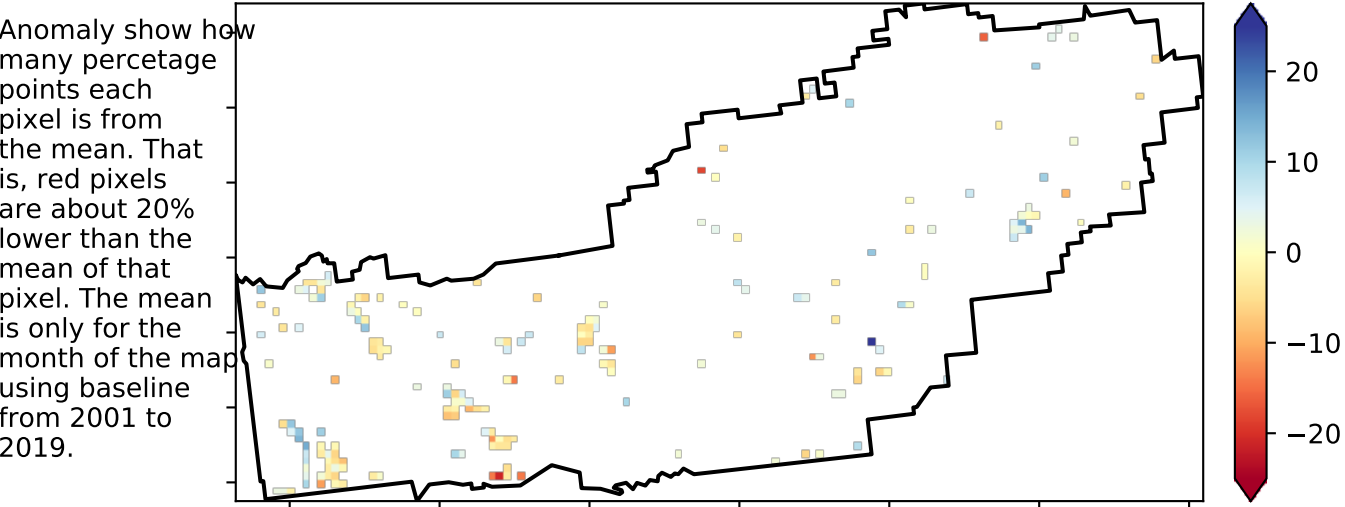 Anomaly show how
many percetage
points each
pixel is from
the mean. That
is, red pixels
are about 20%
lower than the
mean of that
pixel. The mean
is only for the
month of the map
using baseline
from 2001 to
2019.
20
10
0
−10
−20